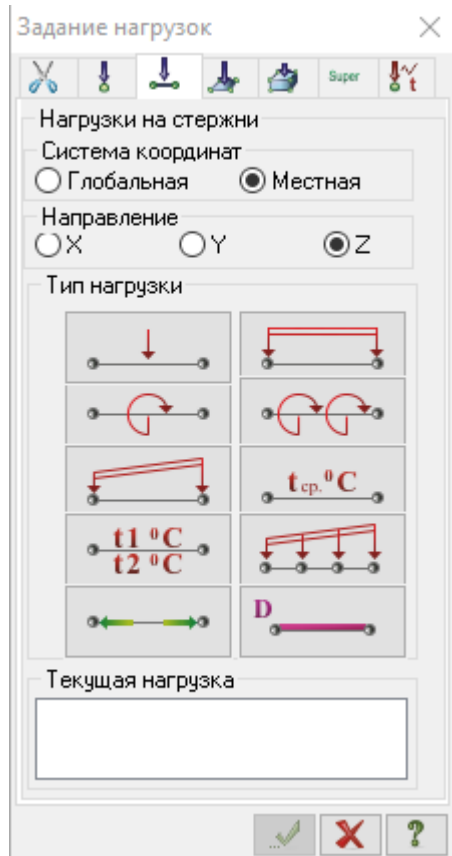 Задание нагрузок
Super
t
Нагрузки на стержни
Система координат
Глобальная Местная
Направление
X Y Z
Тип нагрузки
t ср. ⁰C
t1 ⁰C
t2 ⁰C
D
Текущая нагрузка
?